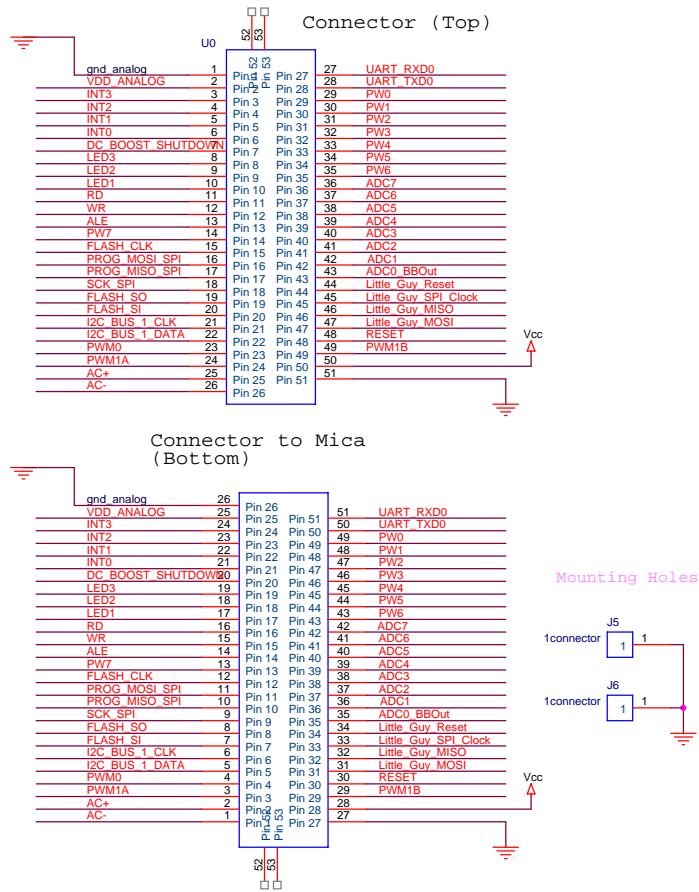 Connector (Top)
52
53
U0
Pin 52
Pin 53
gnd_analog 1 Pin 1 Pin 27 27 UART_RXD0
VDD_ANALOG 2 Pin 2 Pin 28 28 UART_TXD0
INT3 3 Pin 3 Pin 29 29 PW0
INT2 4 Pin 4 Pin 30 30 PW1
INT1 5 Pin 5 Pin 31 31 PW2
INT0 6 Pin 6 Pin 32 32 PW3
DC_BOOST_SHUTDOWN 7 Pin 7 Pin 33 33 PW4
LED3 8 Pin 8 Pin 34 34 PW5
LED2 9 Pin 9 Pin 35 35 PW6
LED1 10 Pin 10 Pin 36 36 ADC7
RD 11 Pin 11 Pin 37 37 ADC6
WR 12 Pin 12 Pin 38 38 ADC5
ALE 13 Pin 13 Pin 39 39 ADC4
PW7 14 Pin 14 Pin 40 40 ADC3
FLASH_CLK 15 Pin 15 Pin 41 41 ADC2
PROG_MOSI_SPI 16 Pin 16 Pin 42 42 ADC1
PROG_MISO_SPI 17 Pin 17 Pin 43 43 ADC0_BBOut
SCK_SPI 18 Pin 18 Pin 44 44 Little_Guy_Reset
FLASH_SO 19 Pin 19 Pin 45 45 Little_Guy_SPI_Clock
FLASH_SI 20 Pin 20 Pin 46 46 Little_Guy_MISO
I2C_BUS_1_CLK 21 Pin 21 Pin 47 47 Little_Guy_MOSI
I2C_BUS_1_DATA 22 Pin 22 Pin 48 48 RESET
PWM0 23 Pin 23 Pin 49 49 PWM1B
PWM1A 24 Pin 24 Pin 50 50 Vcc
AC+ 25 Pin 25 Pin 51 51
AC- 26 Pin 26
Connector to Mica
(Bottom)
gnd_analog 26 Pin 26
VDD_ANALOG 25 Pin 25 Pin 51 51 UART_RXD0
INT3 24 Pin 24 Pin 50 50 UART_TXD0
INT2 23 Pin 23 Pin 49 49 PW0
INT1 22 Pin 22 Pin 48 48 PW1
INT0 21 Pin 21 Pin 47 47 PW2
DC_BOOST_SHUTDOWN 20 Pin 20 Pin 46 46 PW3
LED3 19 Pin 19 Pin 45 45 PW4
LED2 18 Pin 18 Pin 44 44 PW5
LED1 17 Pin 17 Pin 43 43 PW6
RD 16 Pin 16 Pin 42 42 ADC7
WR 15 Pin 15 Pin 41 41 ADC6
ALE 14 Pin 14 Pin 40 40 ADC5
PW7 13 Pin 13 Pin 39 39 ADC4
FLASH_CLK 12 Pin 12 Pin 38 38 ADC3
PROG_MOSI_SPI 11 Pin 11 Pin 37 37 ADC2
PROG_MISO_SPI 10 Pin 10 Pin 36 36 ADC1
SCK_SPI 9 Pin 9 Pin 35 35 ADC0_BBOut
FLASH_SO 8 Pin 8 Pin 34 34 Little_Guy_Reset
FLASH_SI 7 Pin 7 Pin 33 33 Little_Guy_SPI_Clock
I2C_BUS_1_CLK 6 Pin 6 Pin 32 32 Little_Guy_MISO
I2C_BUS_1_DATA 5 Pin 5 Pin 31 31 Little_Guy_MOSI
PWM0 4 Pin 4 Pin 30 30 RESET
PWM1A 3 Pin 3 Pin 29 29 PWM1B
AC+ 2 Pin 2 Pin 28 28 Vcc
AC- 1 Pin 1 Pin 27 27
Pin 52
Pin 53
52
53
Mounting Holes
J5
1connector 1 1
J6
1connector 1 1